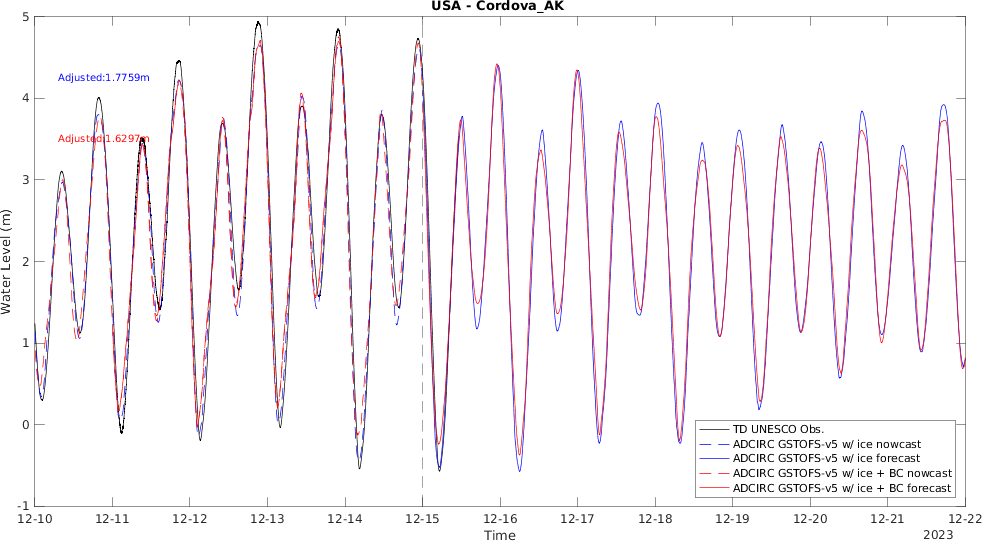 USA - Cordova_AK
5
4
3
2
1
0
-1
Water Level (m)
Adjusted:1.7759m
Adjusted:1.6297m
TD UNESCO Obs.
ADCIRC GSTOFS-v5 w/ ice nowcast
ADCIRC GSTOFS-v5 w/ ice forecast
ADCIRC GSTOFS-v5 w/ ice + BC nowcast
ADCIRC GSTOFS-v5 w/ ice + BC forecast
12-10 12-11 12-12 12-13 12-14 12-15 12-16 12-17 12-18 12-19 12-20 12-21 12-22
Time
2023